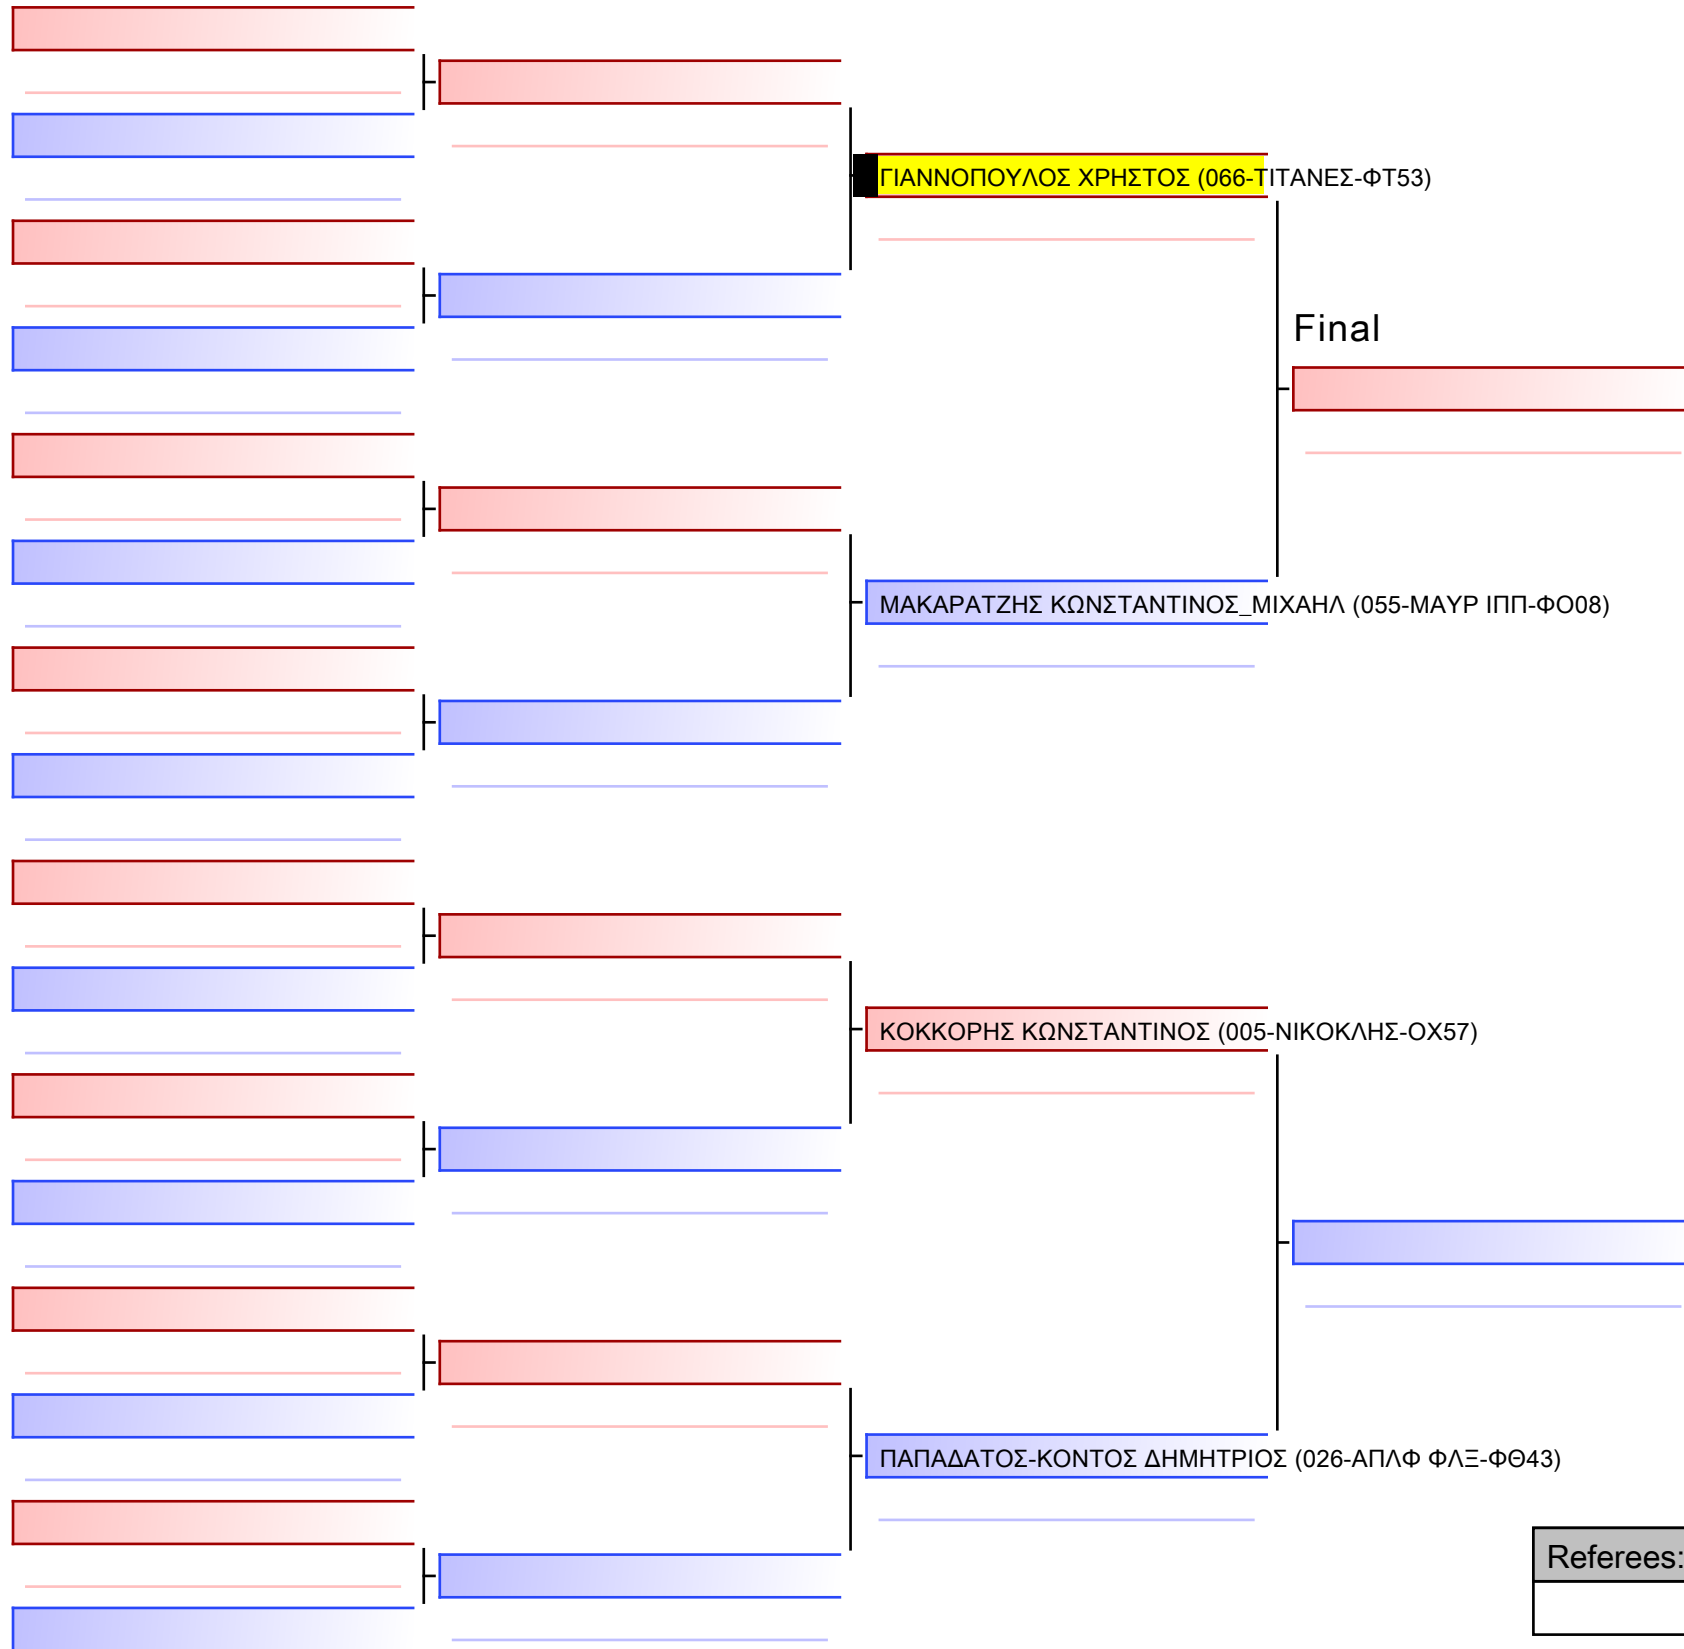 ΓΙΑΝΝΟΠΟΥΛΟΣ ΧΡΗΣΤΟΣ (066-ΤΙΤΑΝΕΣ-ΦΤ53)
Final
ΜΑΚΑΡΑΤΖΗΣ ΚΩΝΣΤΑΝΤΙΝΟΣ_ΜΙΧΑΗΛ (055-ΜΑΥΡ ΙΠΠ-ΦΟ08)
ΚΟΚΚΟΡΗΣ ΚΩΝΣΤΑΝΤΙΝΟΣ (005-ΝΙΚΟΚΛΗΣ-ΟΧ57)
ΠΑΠΑΔΑΤΟΣ-ΚΟΝΤΟΣ ΔΗΜΗΤΡΙΟΣ (026-ΑΠΛΦ ΦΛΞ-ΦΘ43)
Referees: